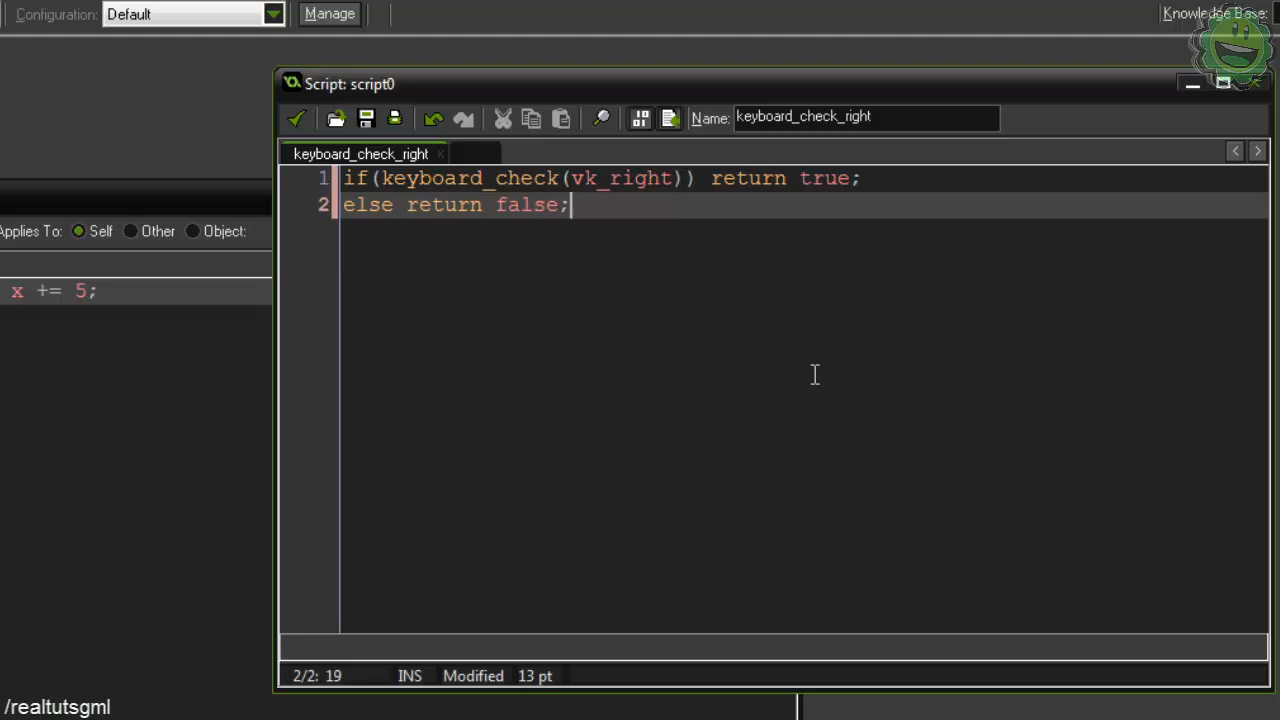 Configuration: Default Manage Knowledge Base:
Script: script0
Name: keyboard_check_right
keyboard_check_right
1 if(keyboard_check(vk_right)) return true;
2 else return false;
Applies To: Self Other Object:
x += 5;
2/2: 19 INS Modified 13 pt
/realtutsgml